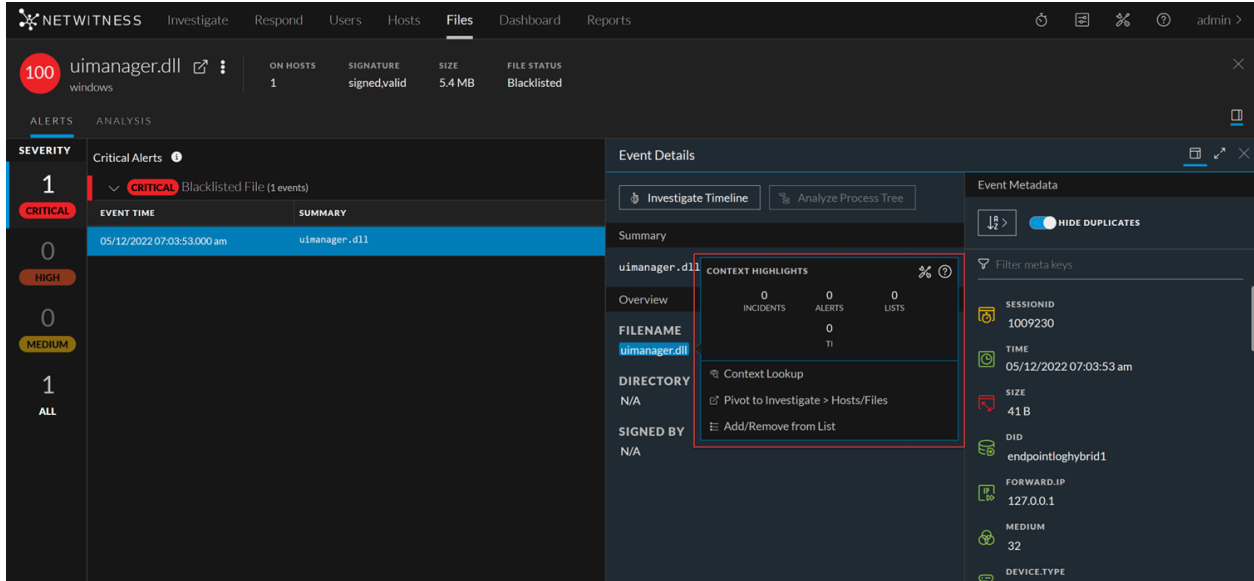 NETWITNESS Investigate Respond Users Hosts Files Dashboard Reports admin >
100 uimanager.dll
windows
ON HOSTS SIGNATURE SIZE FILE STATUS
1 signed,valid 5.4 MB Blacklisted
ALERTS ANALYSIS
SEVERITY
1
CRITICAL
0
HIGH
0
MEDIUM
1
ALL
Critical Alerts
CRITICAL Blacklisted File (1 events)
EVENT TIME SUMMARY
05/12/2022 07:03:53.000 am uimanager.dll
Event Details
Investigate Timeline Analyze Process Tree
Summary
uimanager.dll
Overview
FILENAME
uimanager.dll
DIRECTORY
N/A
SIGNED BY
N/A
CONTEXT HIGHLIGHTS
0 0 0
INCIDENTS ALERTS LISTS
0
TI
Context Lookup
Pivot to Investigate > Hosts/Files
Add/Remove from List
Event Metadata
HIDE DUPLICATES
Filter meta keys
SESSIONID
1009230
TIME
05/12/2022 07:03:53 am
SIZE
41 B
DID
endpointloghybrid1
FORWARD.IP
127.0.0.1
MEDIUM
32
DEVICE.TYPE